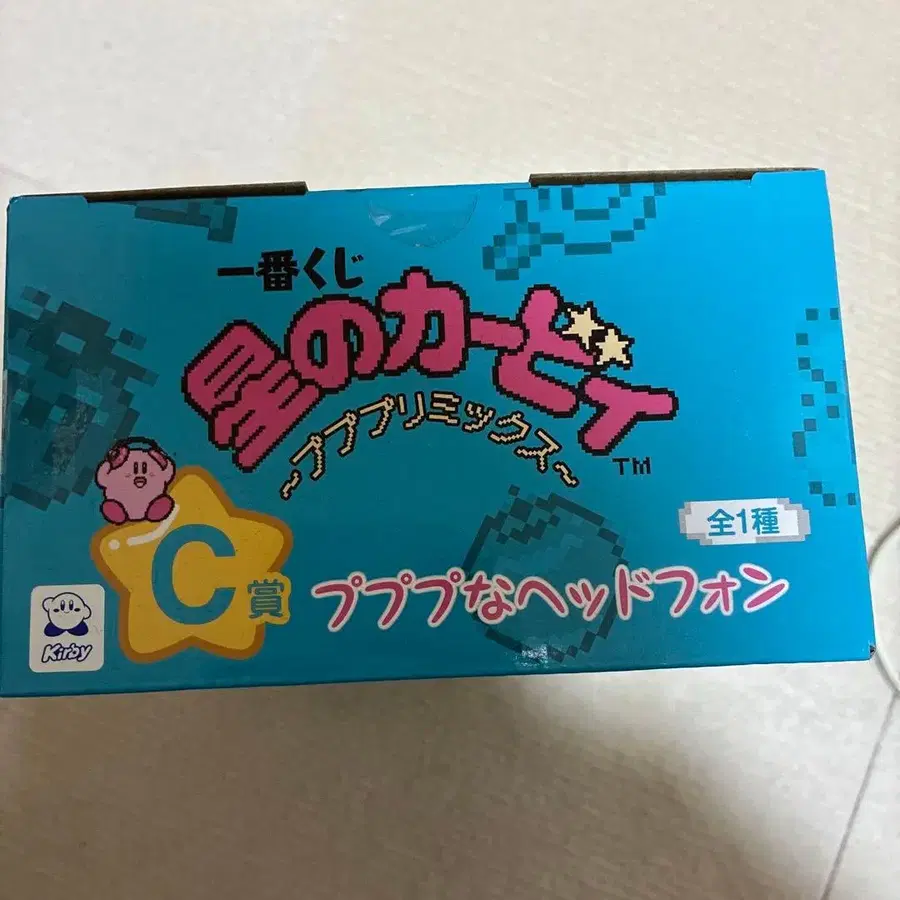 一番くじ
星のカービィ
TM
～プププリミックス～
全1種
C賞
プププなヘッドフォン
Kirby